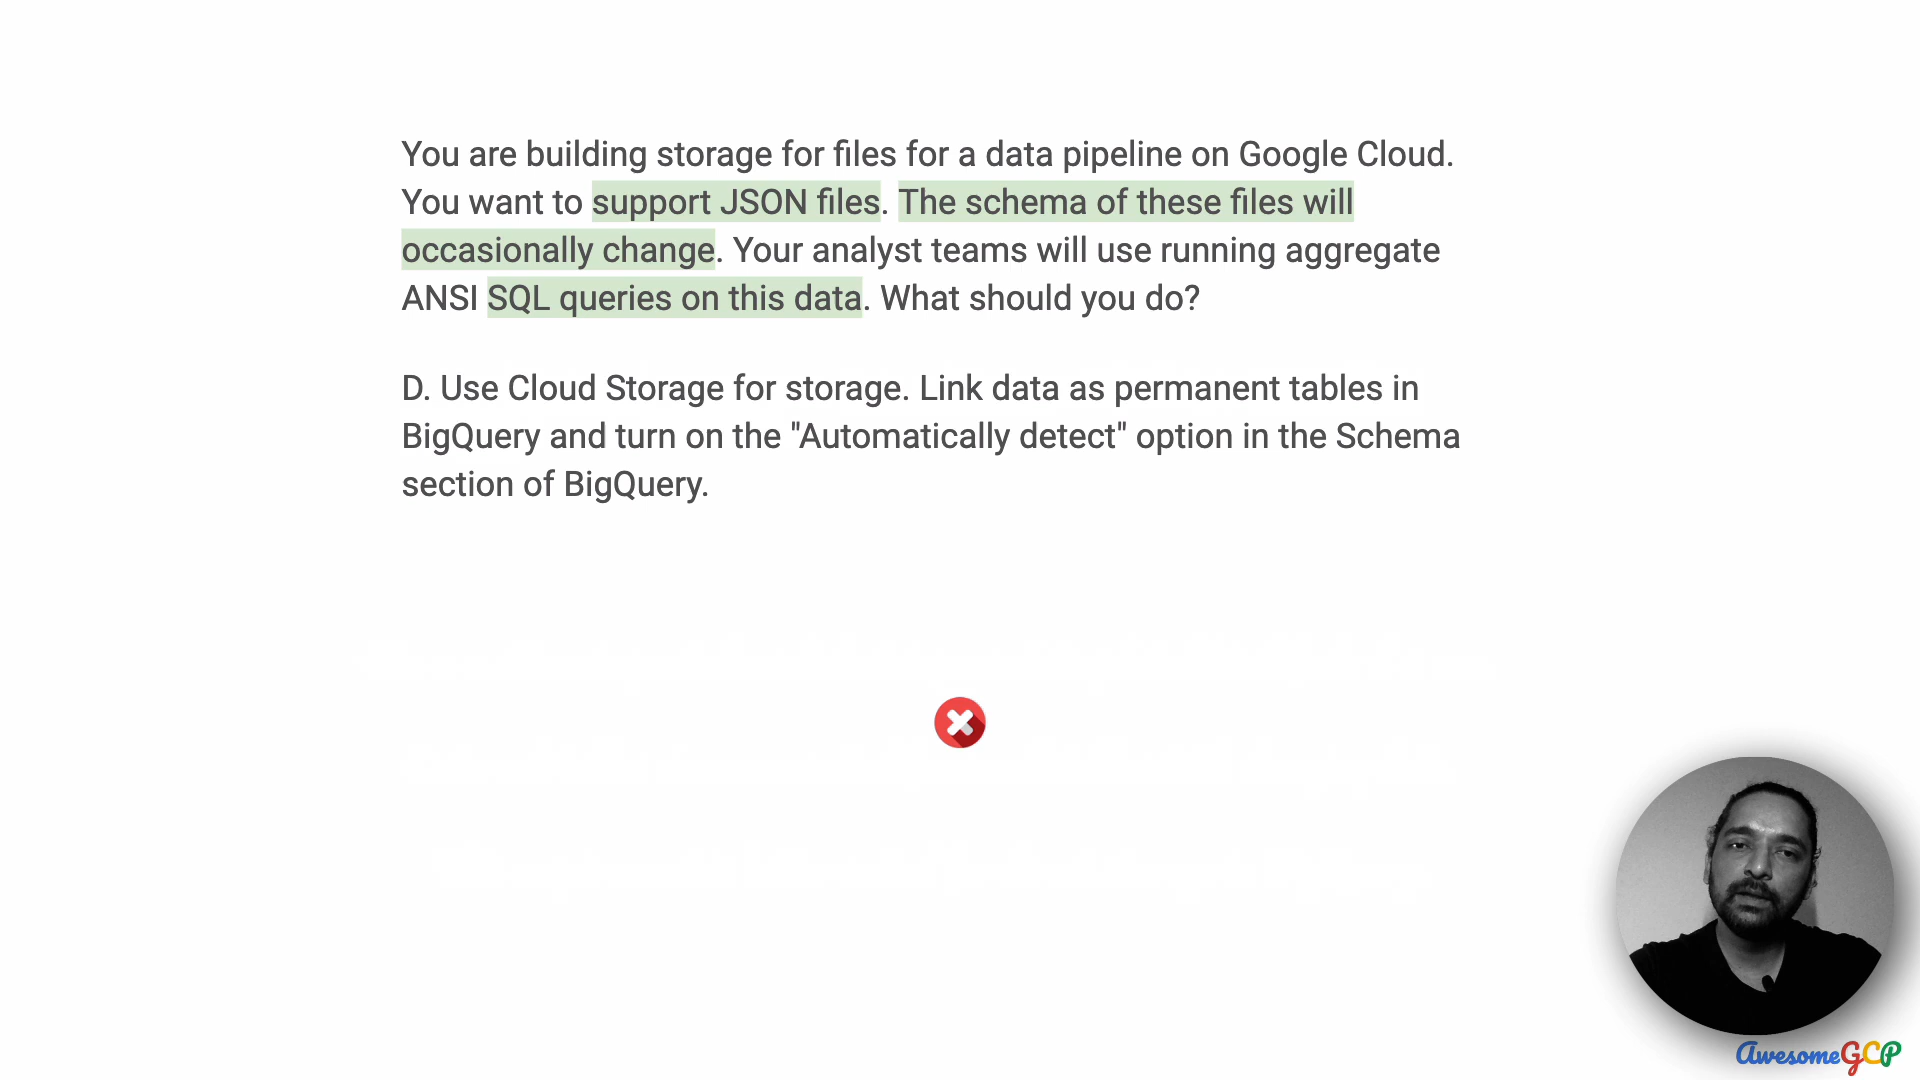 You are building storage for files for a data pipeline on Google Cloud.
You want to support JSON files. The schema of these files will
occasionally change. Your analyst teams will use running aggregate
ANSI SQL queries on this data. What should you do?
D. Use Cloud Storage for storage. Link data as permanent tables in
BigQuery and turn on the "Automatically detect" option in the Schema
section of BigQuery.
AwesomeGCP